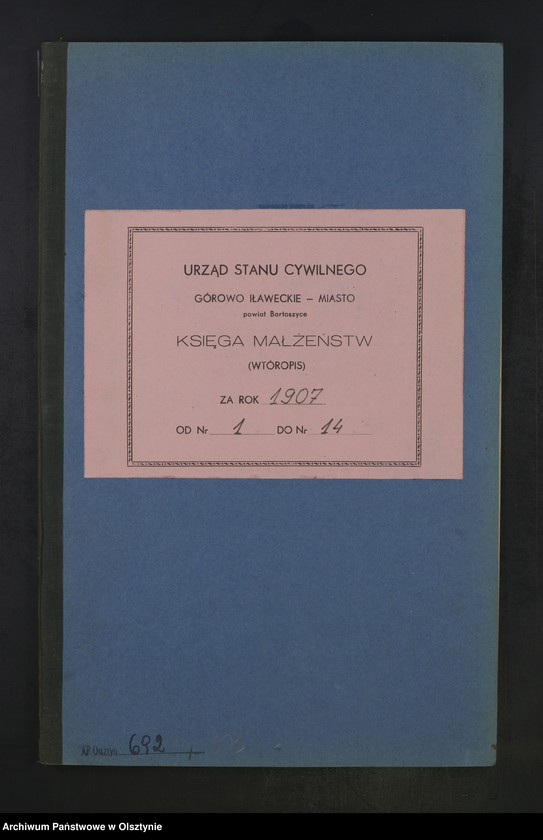 URZĄD STANU CYWILNEGO
GÓROWO IŁAWECKIE – MIASTO
powiat Bartoszyce
KSIĘGA MAŁŻEŃSTW
(WTÓROPIS)
ZA ROK 1907
OD Nr 1 DO Nr 14
692
Archiwum Państwowe w Olsztynie